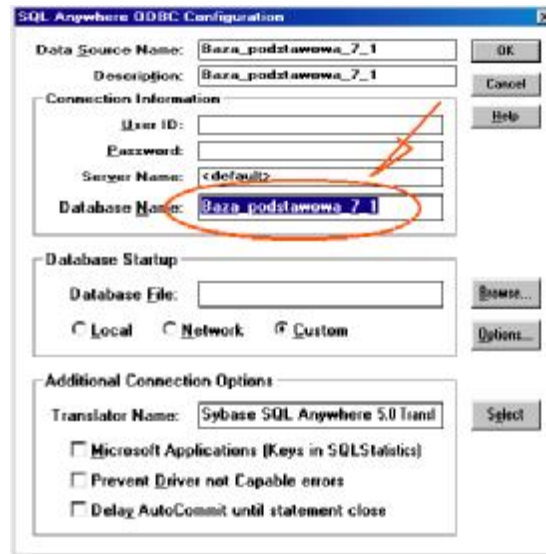 SQL Anywhere ODBC Configuration
Data Source Name: Baza_podstawowa_7_1
OK
Description: Baza_podstawowa_7_1
Cancel
Connection Information
Help
User ID:
Password:
Server Name: <default>
Database Name: Baza_podstawowa_7_1
Database Startup
Database File:
Browse...
Local Network Custom
Options...
Additional Connection Options
Translator Name: Sybase SQL Anywhere 5.0 Transl
Select
Microsoft Applications (Keys in SQLStatistics)
Prevent Driver not Capable errors
Delay AutoCommit until statement close